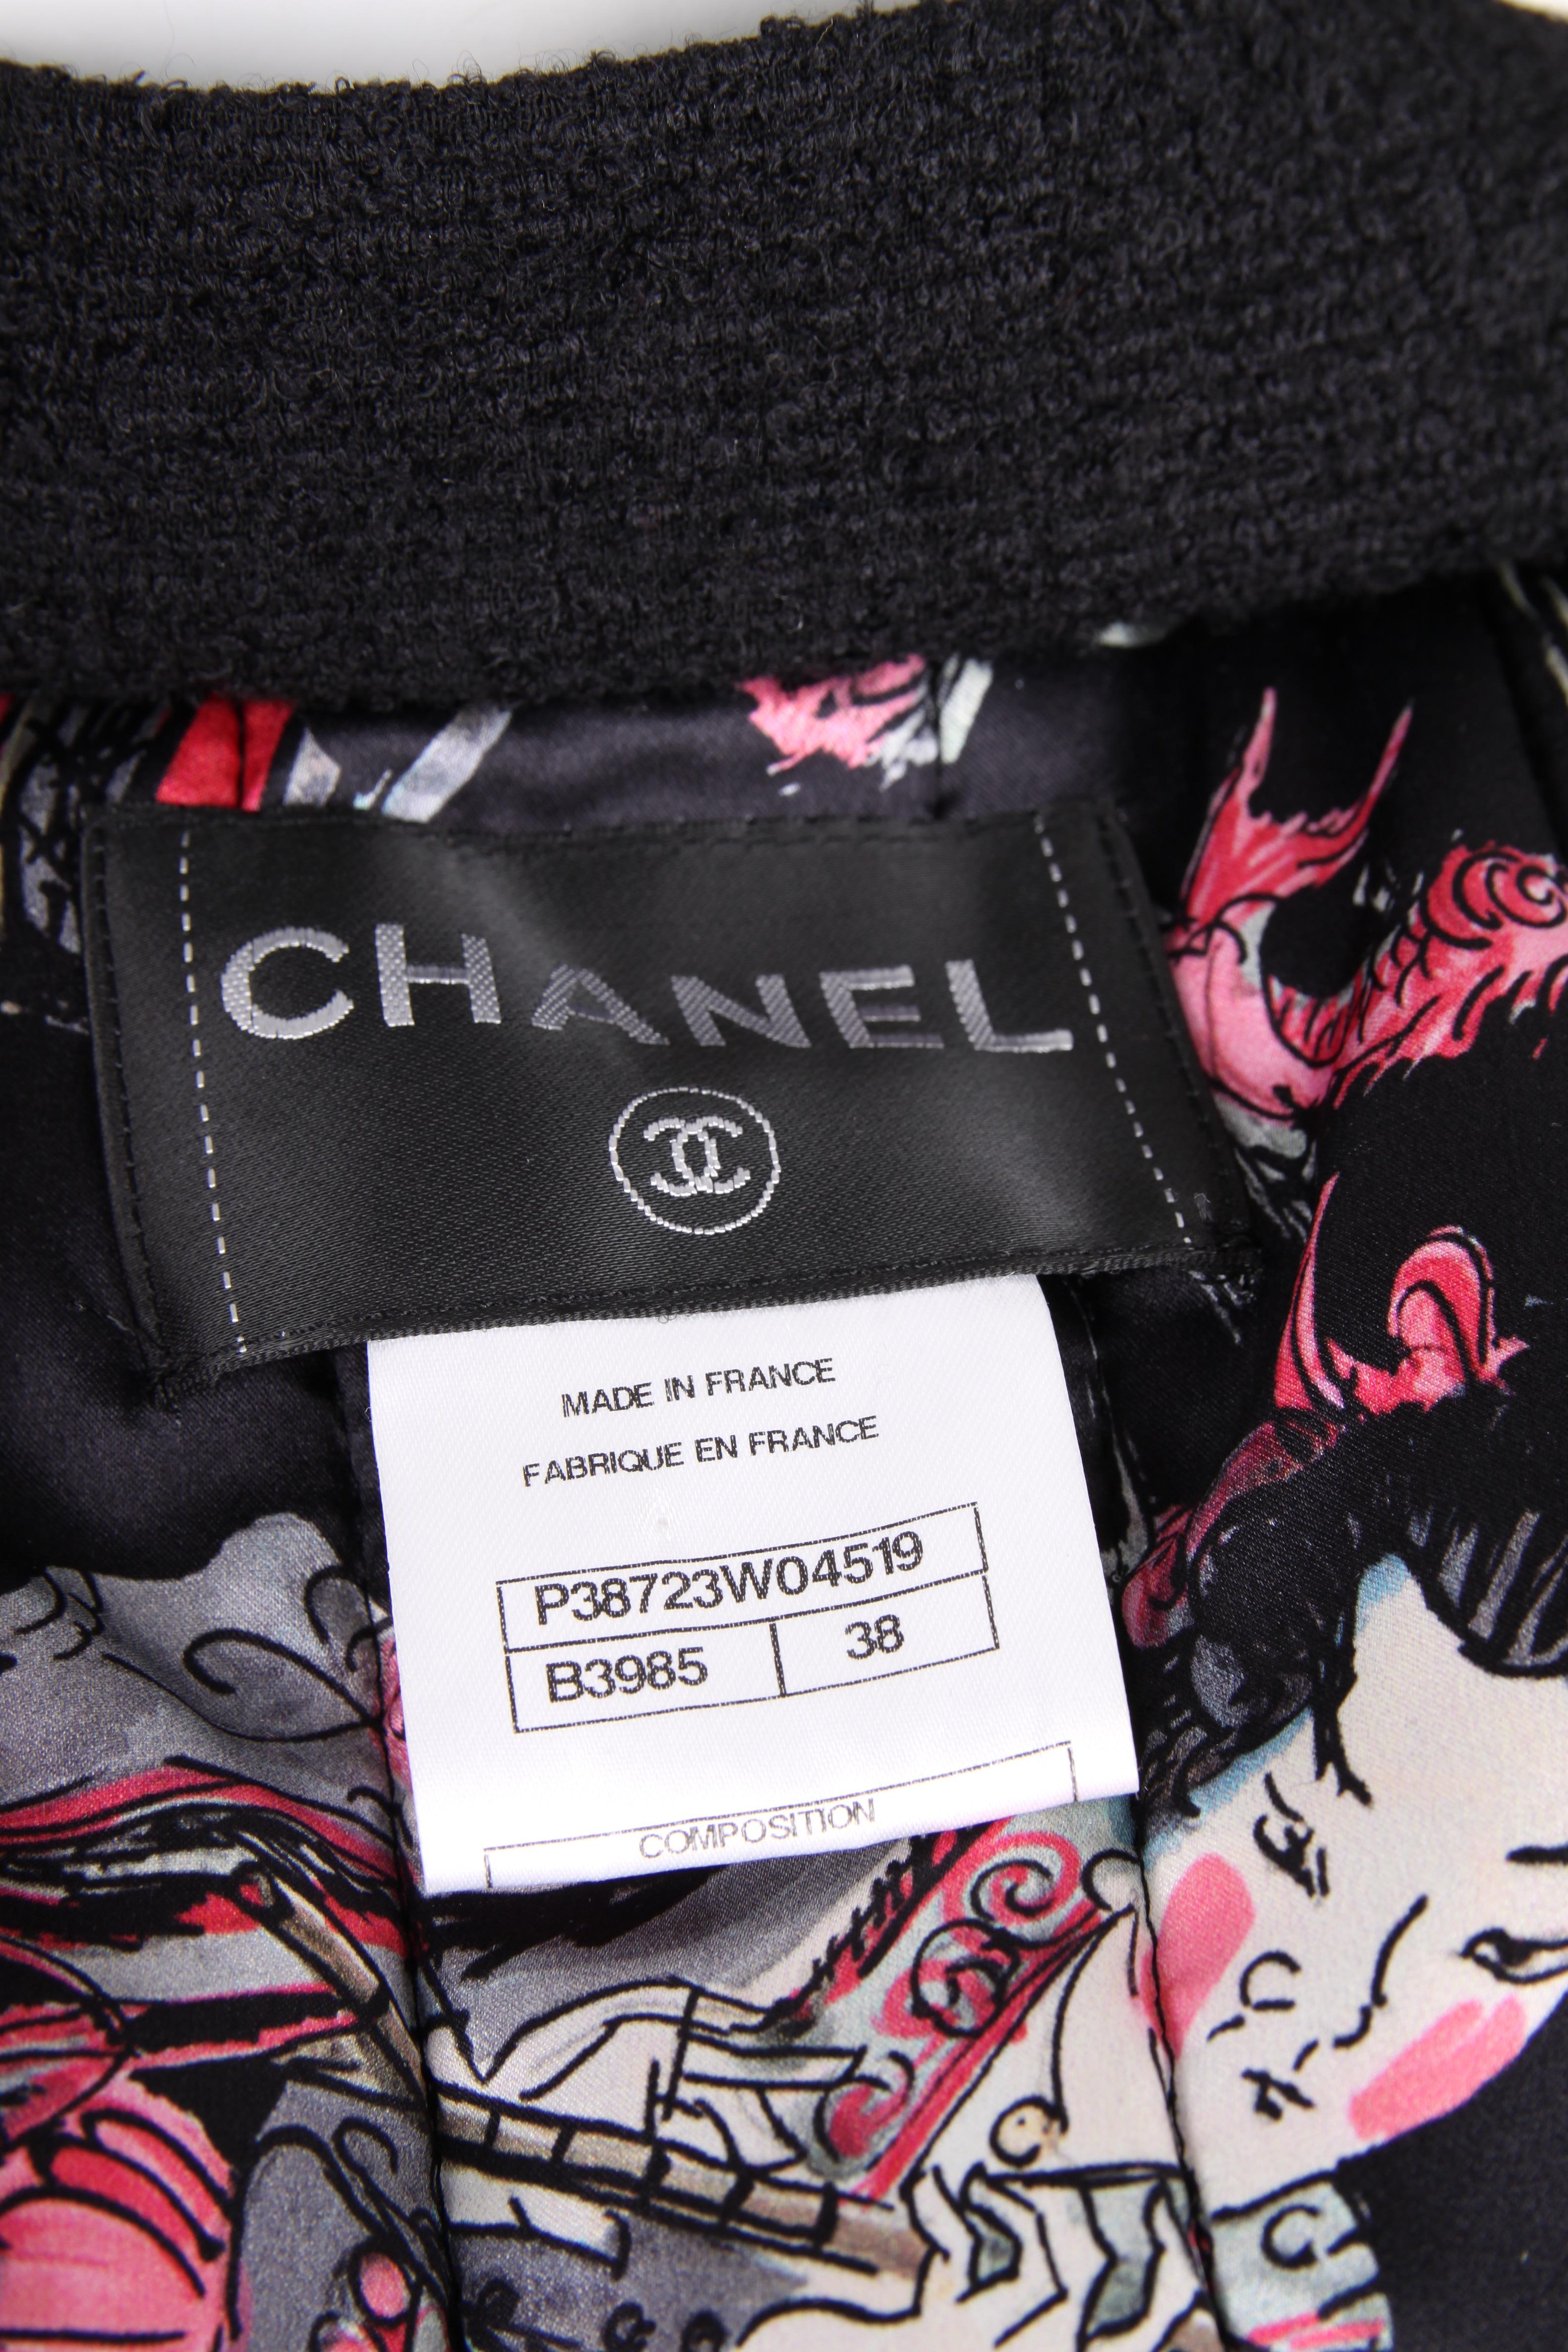 CHANEL
MADE IN FRANCE
FABRIQUE EN FRANCE
P38723W04519
B3985 38
COMPOSITION